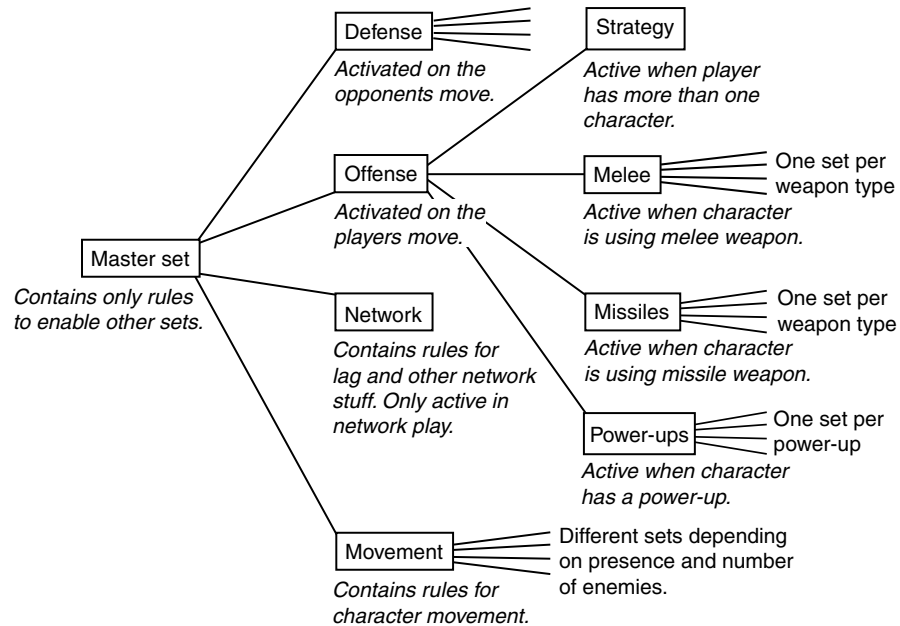 Defense
Activated on the
opponents move.
Strategy
Active when player
has more than one
character.
Offense
Activated on the
players move.
Melee
Active when character
is using melee weapon.
One set per
weapon type
Master set
Contains only rules
to enable other sets.
Network
Contains rules for
lag and other network
stuff. Only active in
network play.
Missiles
Active when character
is using missile weapon.
One set per
weapon type
Power-ups
Active when character
has a power-up.
One set per
power-up
Movement
Contains rules for
character movement.
Different sets depending
on presence and number
of enemies.